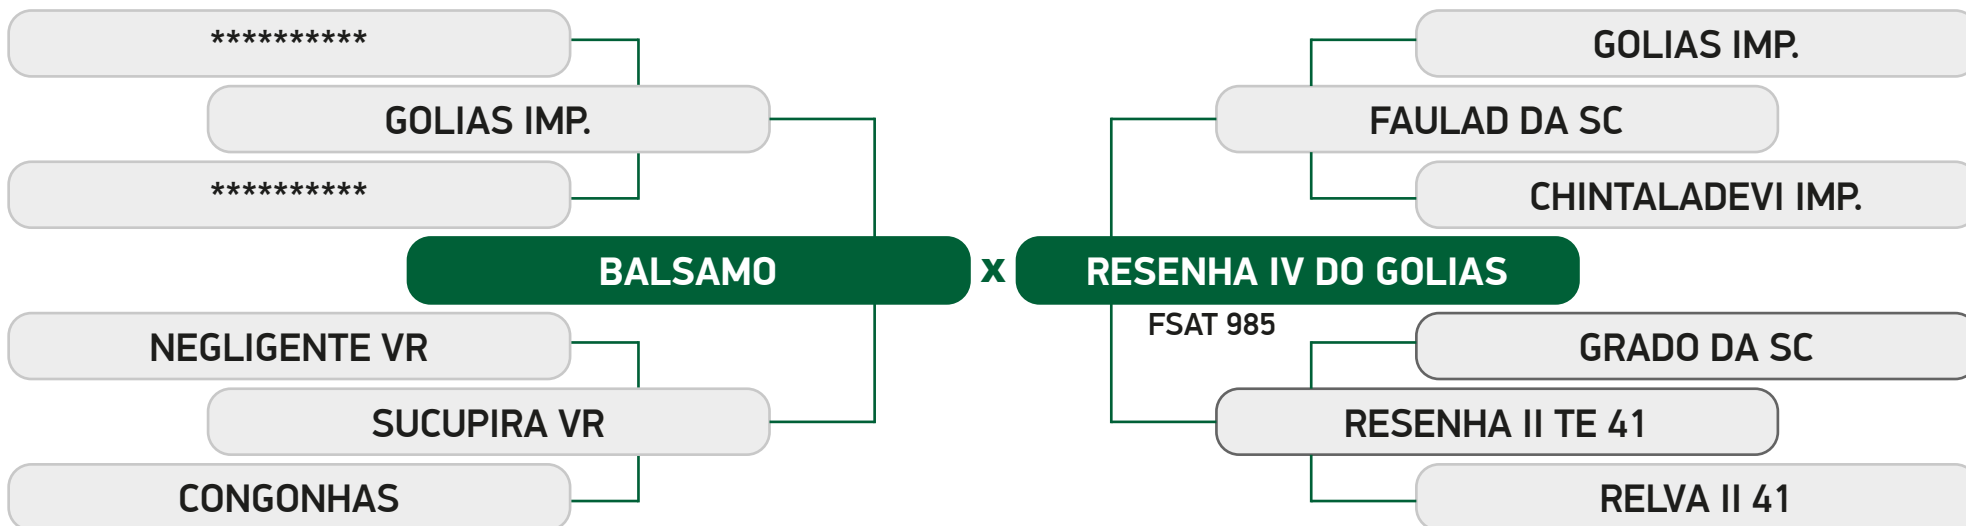 **********
GOLIAS IMP.
**********
BALSAMO
NEGLIGENTE VR
SUCUPIRA VR
CONGONHAS
x
GOLIAS IMP.
FAULAD DA SC
CHINTALADEVI IMP.
RESENHA IV DO GOLIAS
FSAT 985
GRADO DA SC
RESENHA II TE 41
RELVA II 41